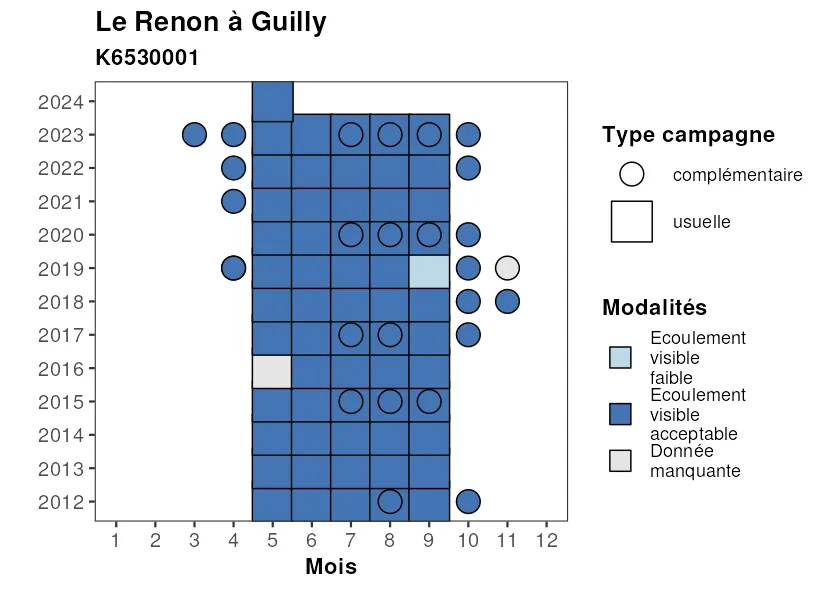 Le Renon à Guilly
K6530001
2024
2023
2022
2021
2020
2019
2018
2017
2016
2015
2014
2013
2012
1 2 3 4 5 6 7 8 9 10 11 12
Mois
Type campagne
complémentaire
usuelle
Modalités
Ecoulement
visible
faible
Ecoulement
visible
acceptable
Donnée
manquante